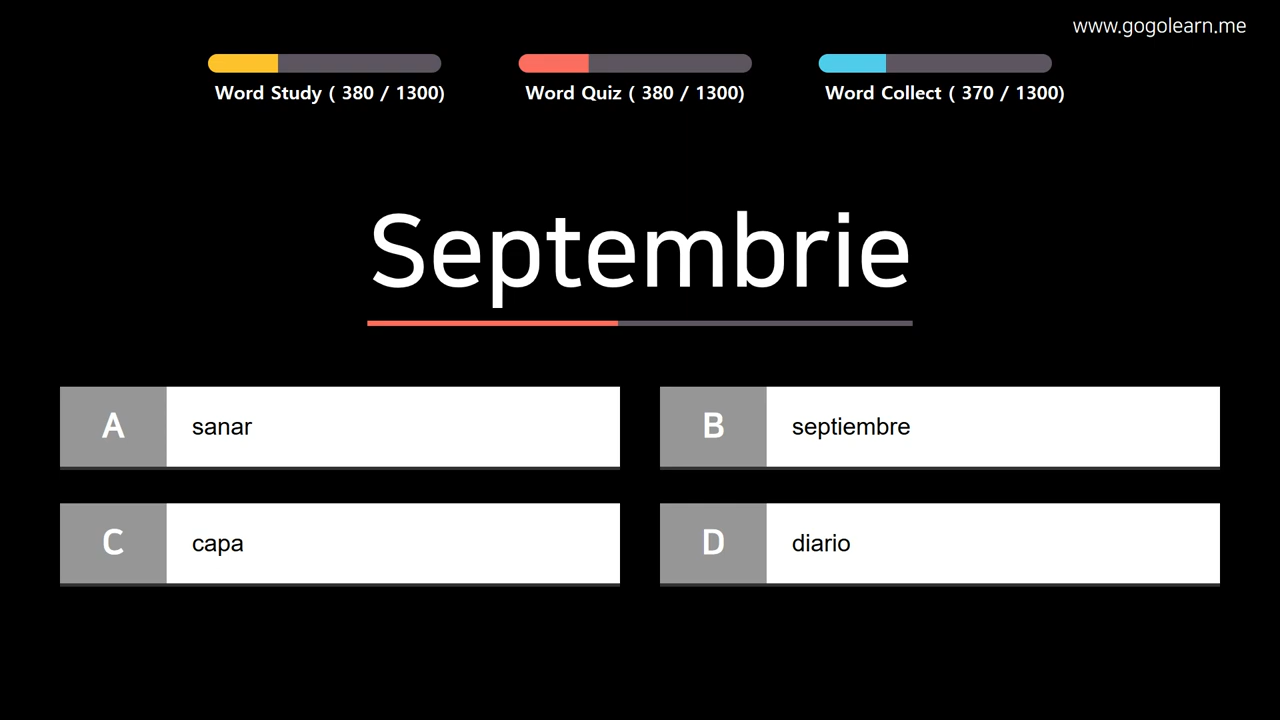 www.gogolearn.me
Word Study ( 380 / 1300)
Word Quiz ( 380 / 1300)
Word Collect ( 370 / 1300)
Septembrie
A sanar
B septiembre
C capa
D diario